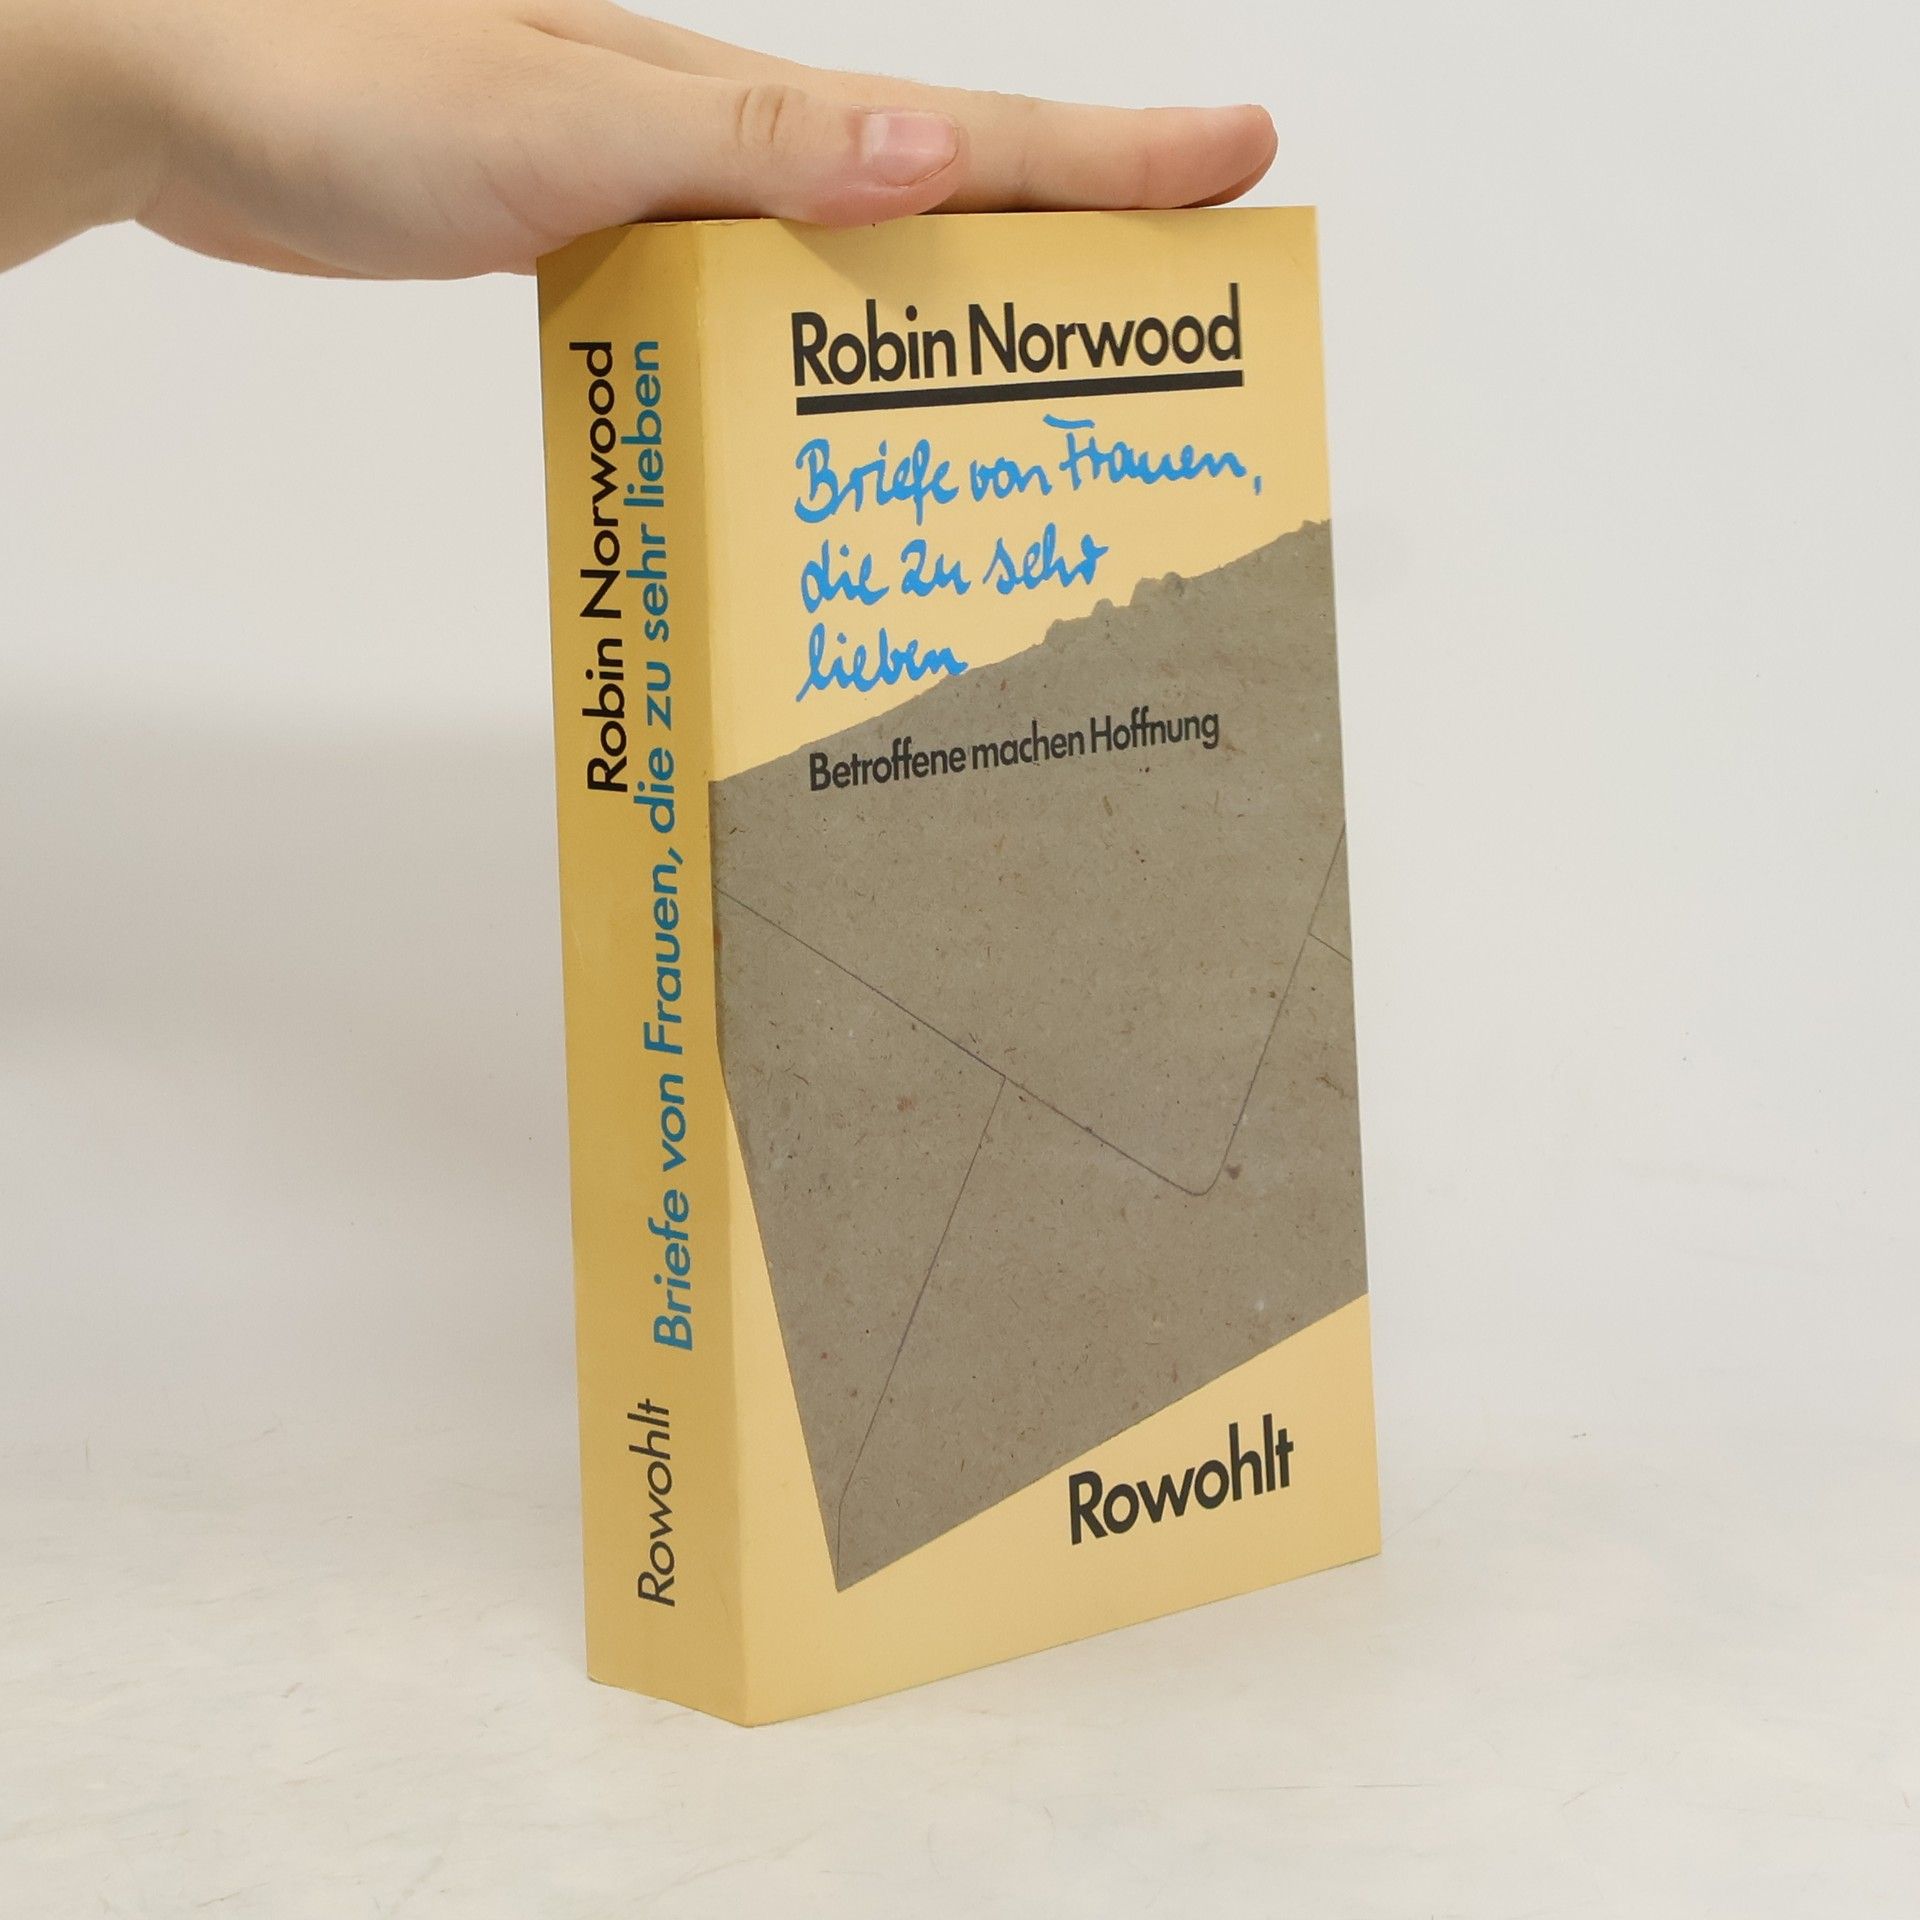 Robin Norwood
Briefe von Frauen,
die zu sehr
lieben
Betroffene machen Hoffnung
Rowohlt
Robin Norwood
Briefe von Frauen, die zu sehr lieben
Rowohlt